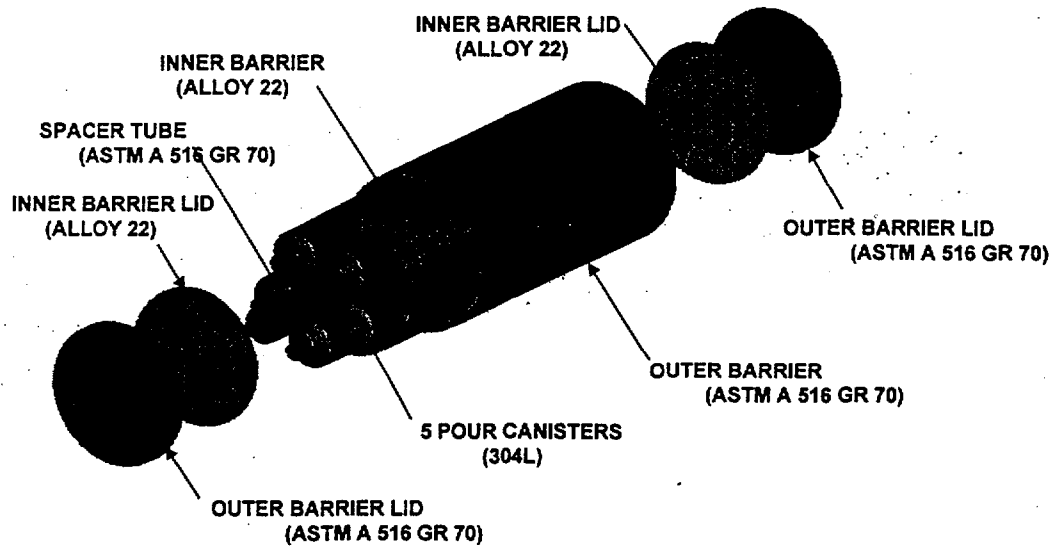 INNER BARRIER LID
(ALLOY 22)
INNER BARRIER
(ALLOY 22)
SPACER TUBE
(ASTM A 516 GR 70)
INNER BARRIER LID
(ALLOY 22)
OUTER BARRIER LID
(ASTM A 516 GR 70)
OUTER BARRIER
(ASTM A 516 GR 70)
5 POUR CANISTERS
(304L)
OUTER BARRIER LID
(ASTM A 516 GR 70)